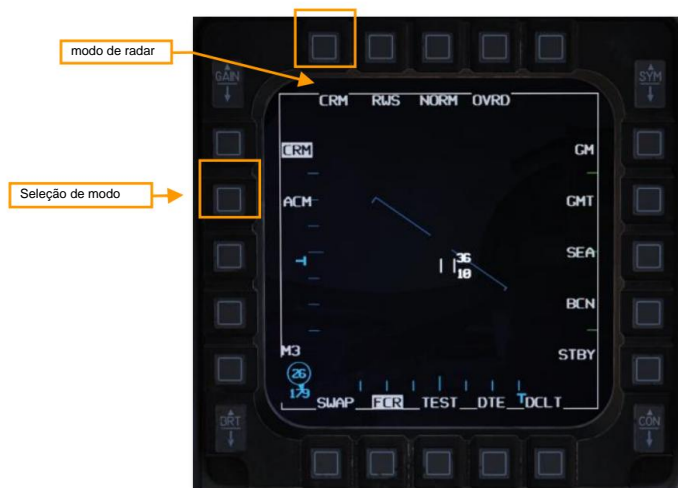 modo de radar
GAIN
SYM
CRM RWS NORM OVRD
CRM
GM
Seleção de modo
ACM
GMT
SEA
36
10
BCN
M3
STBY
26
179
SWAP FCR TEST DTE DCLT
BRT
CON